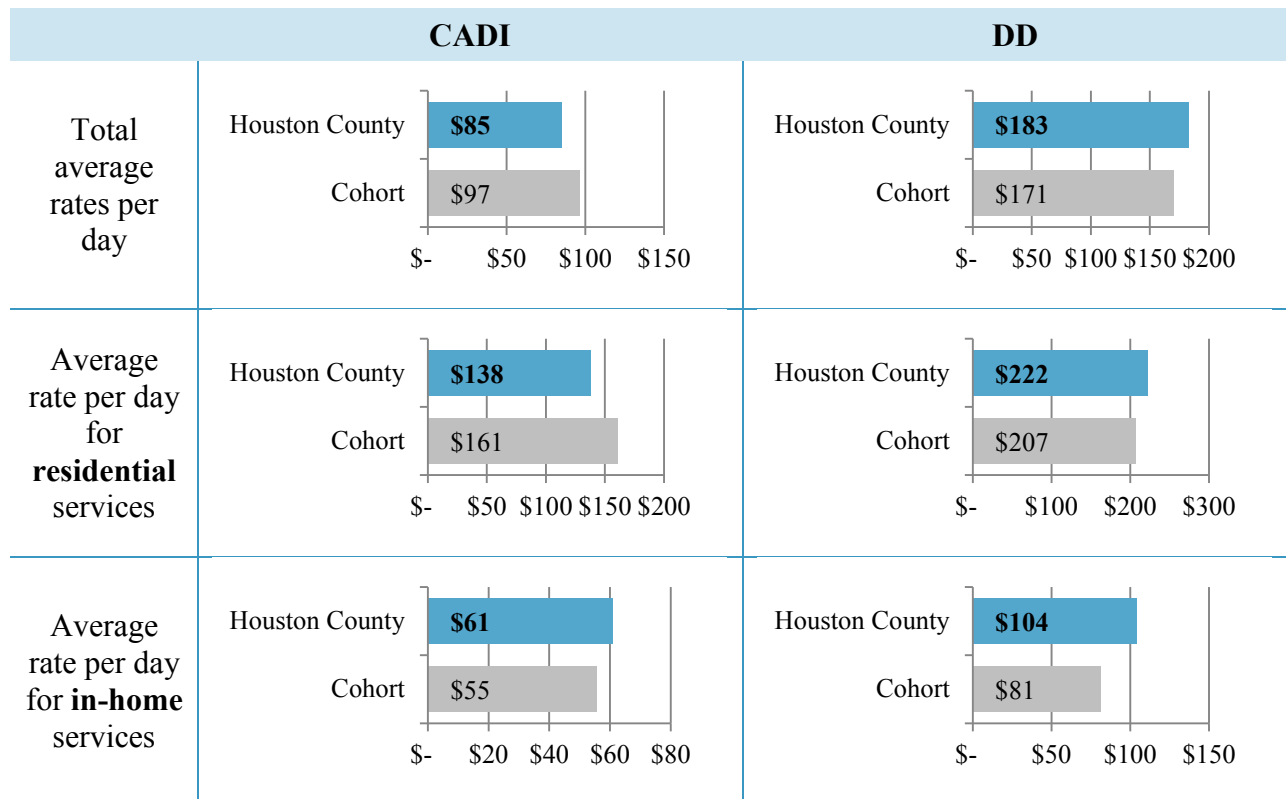 CADI DD
Total
average
rates per
day
Houston County $85
Cohort $97
$- $50 $100 $150
Houston County $183
Cohort $171
$- $50 $100 $150 $200
Average
rate per day
for
residential
services
Houston County $138
Cohort $161
$- $50 $100 $150 $200
Houston County $222
Cohort $207
$- $100 $200 $300
Average
rate per day
for in-home
services
Houston County $61
Cohort $55
$- $20 $40 $60 $80
Houston County $104
Cohort $81
$- $50 $100 $150